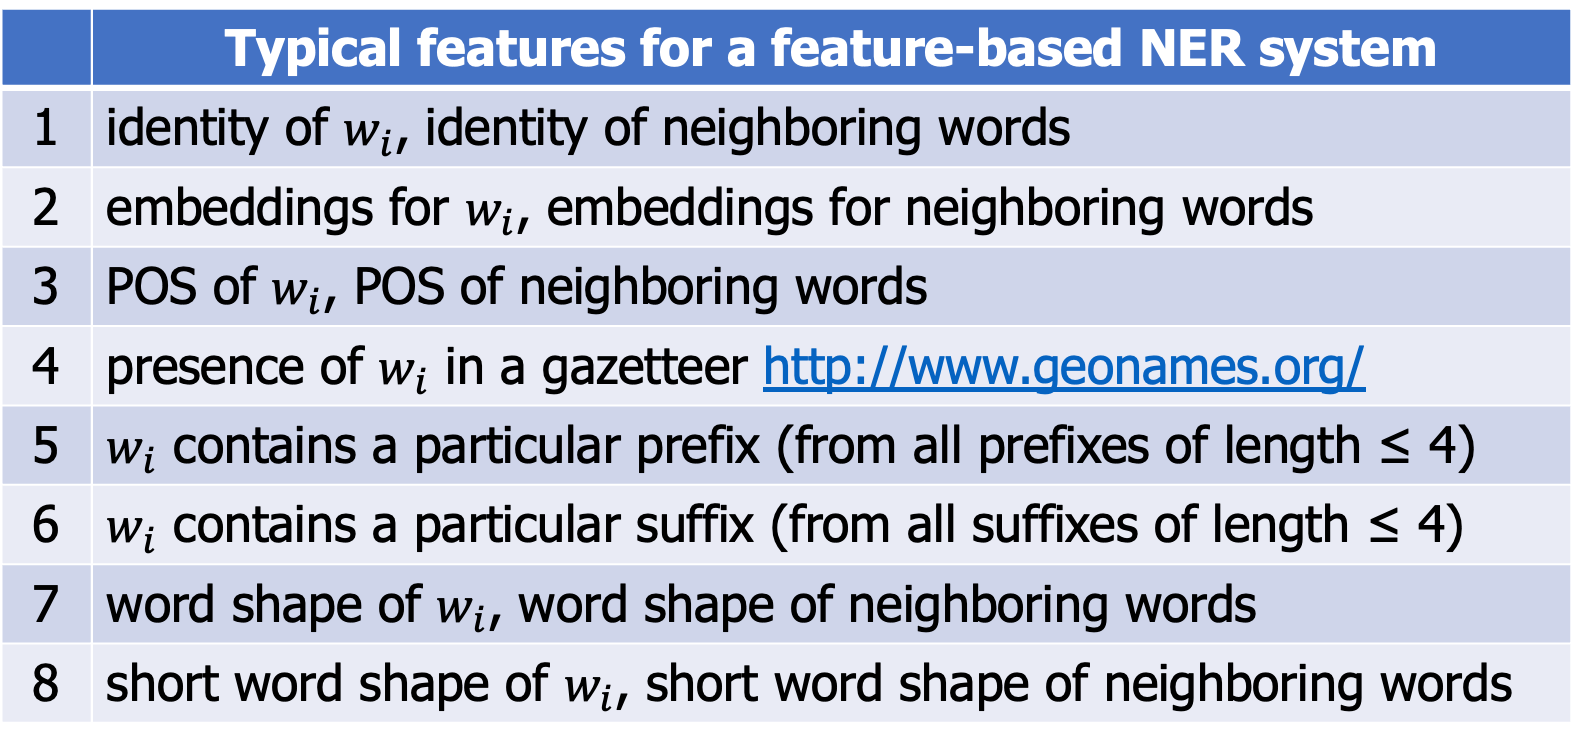 Typical features for a feature-based NER system
1 identity of wᵢ, identity of neighboring words
2 embeddings for wᵢ, embeddings for neighboring words
3 POS of wᵢ, POS of neighboring words
4 presence of wᵢ in a gazetteer http://www.geonames.org/
5 wᵢ contains a particular prefix (from all prefixes of length ≤ 4)
6 wᵢ contains a particular suffix (from all suffixes of length ≤ 4)
7 word shape of wᵢ, word shape of neighboring words
8 short word shape of wᵢ, short word shape of neighboring words